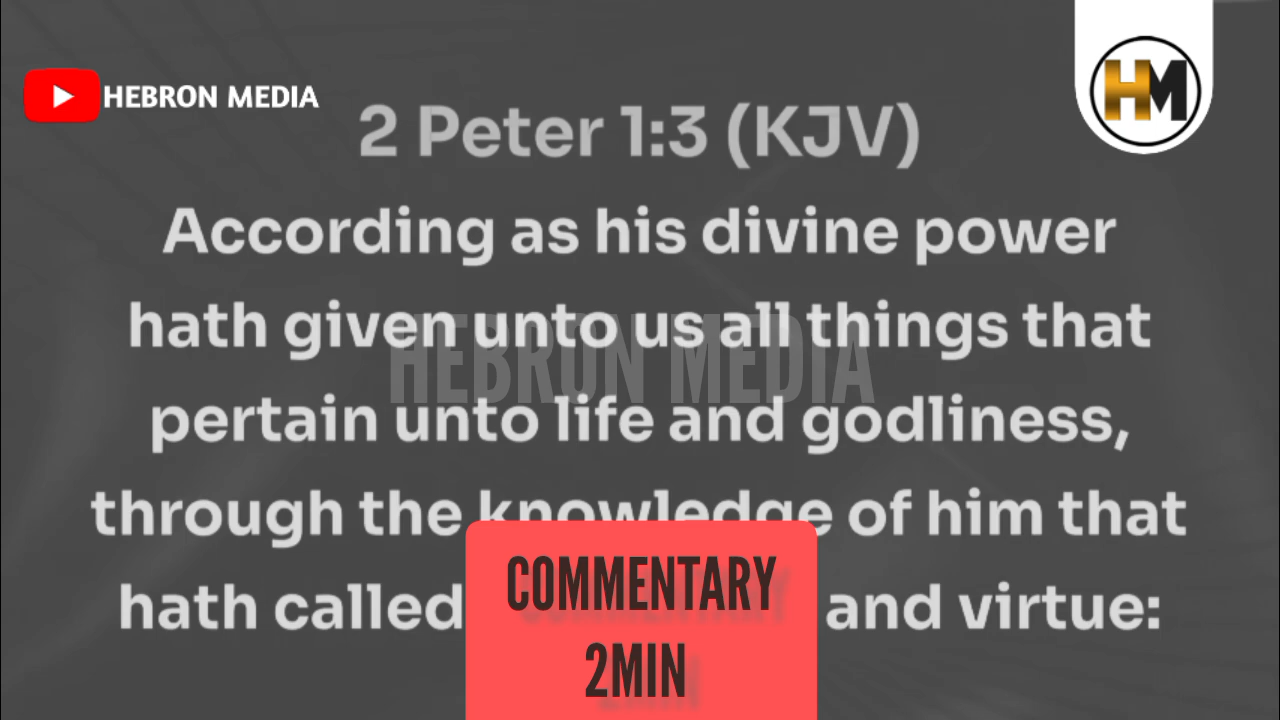 HEBRON MEDIA
HM
2 Peter 1:3 (KJV)
According as his divine power
hath given unto us all things that
HEBRON MEDIA
pertain unto life and godliness,
through the knowledge of him that
hath called and virtue:
COMMENTARY
2MIN